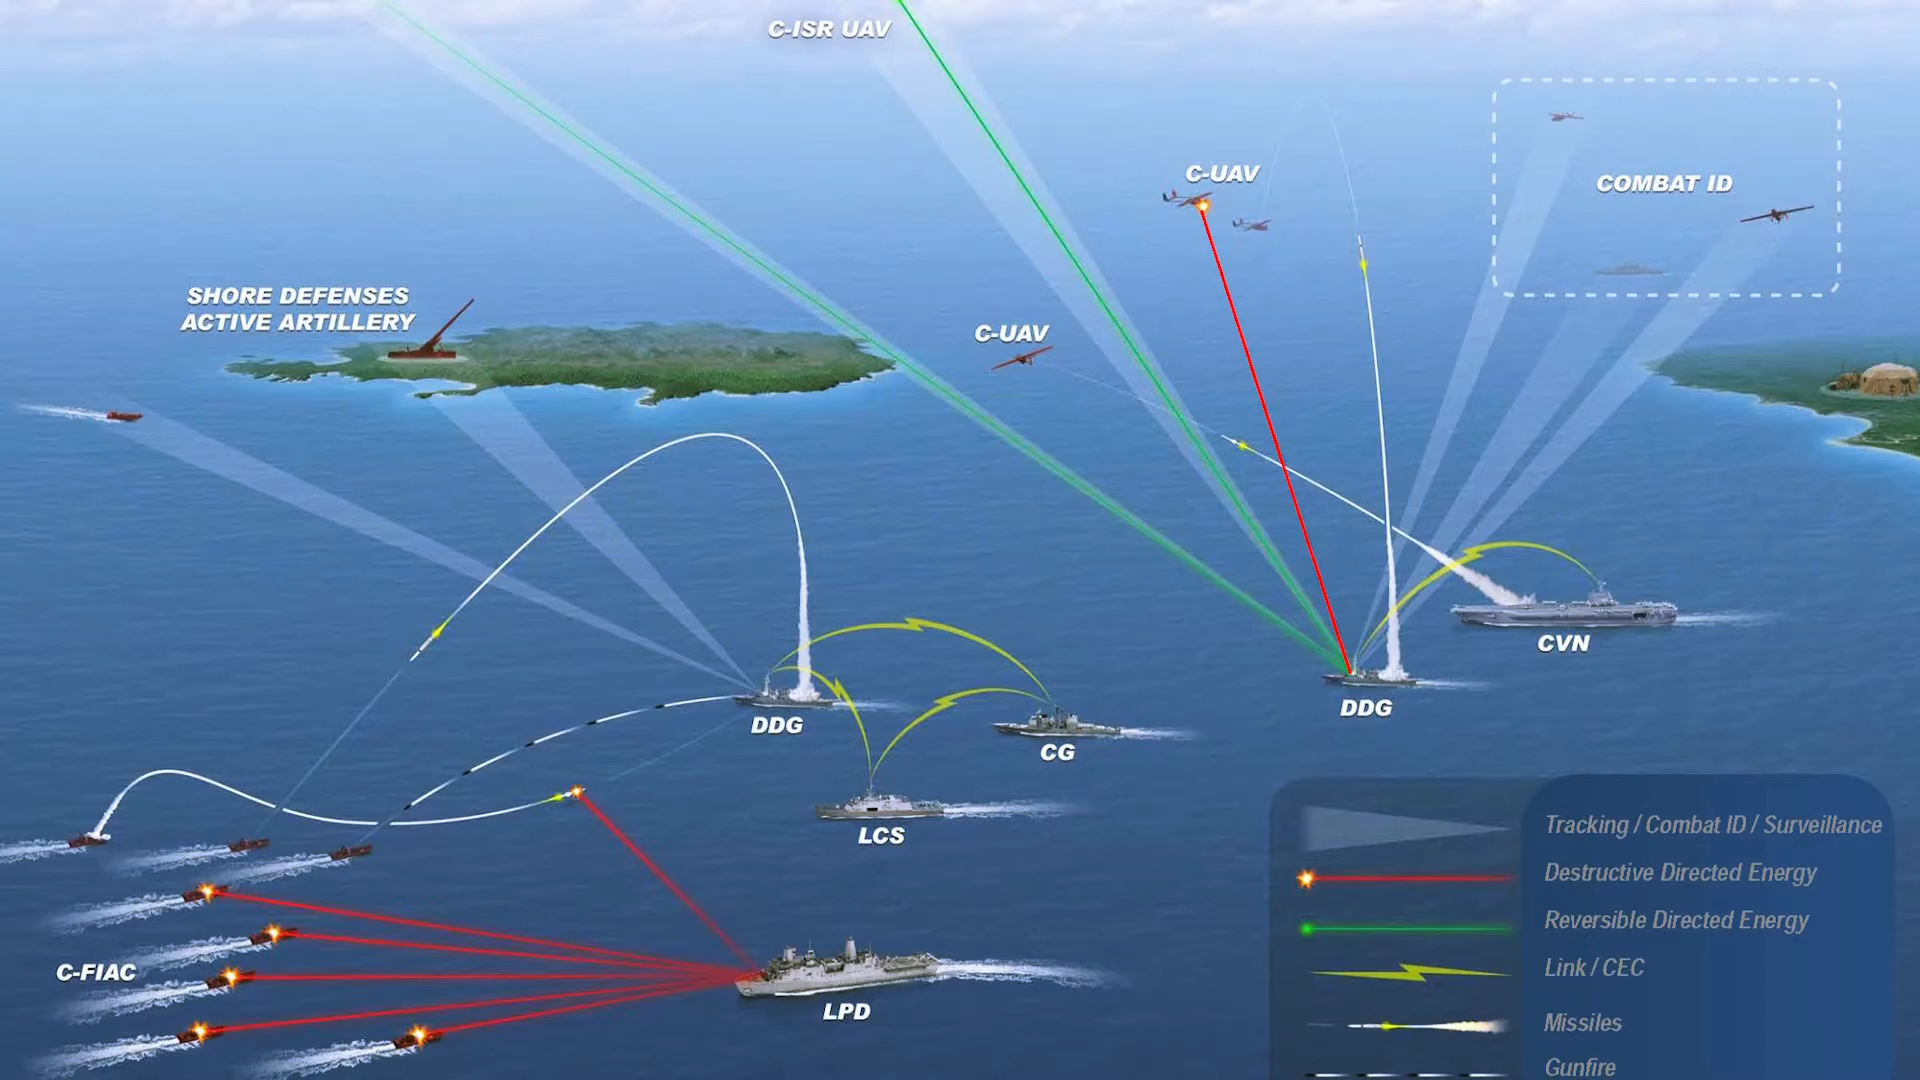 C-ISR UAV
C-UAV
COMBAT ID
SHORE DEFENSES
ACTIVE ARTILLERY
C-UAV
CVN
DDG
DDG
CG
LCS
C-FIAC
LPD
Tracking / Combat ID / Surveillance
Destructive Directed Energy
Reversible Directed Energy
Link / CEC
Missiles
Gunfire